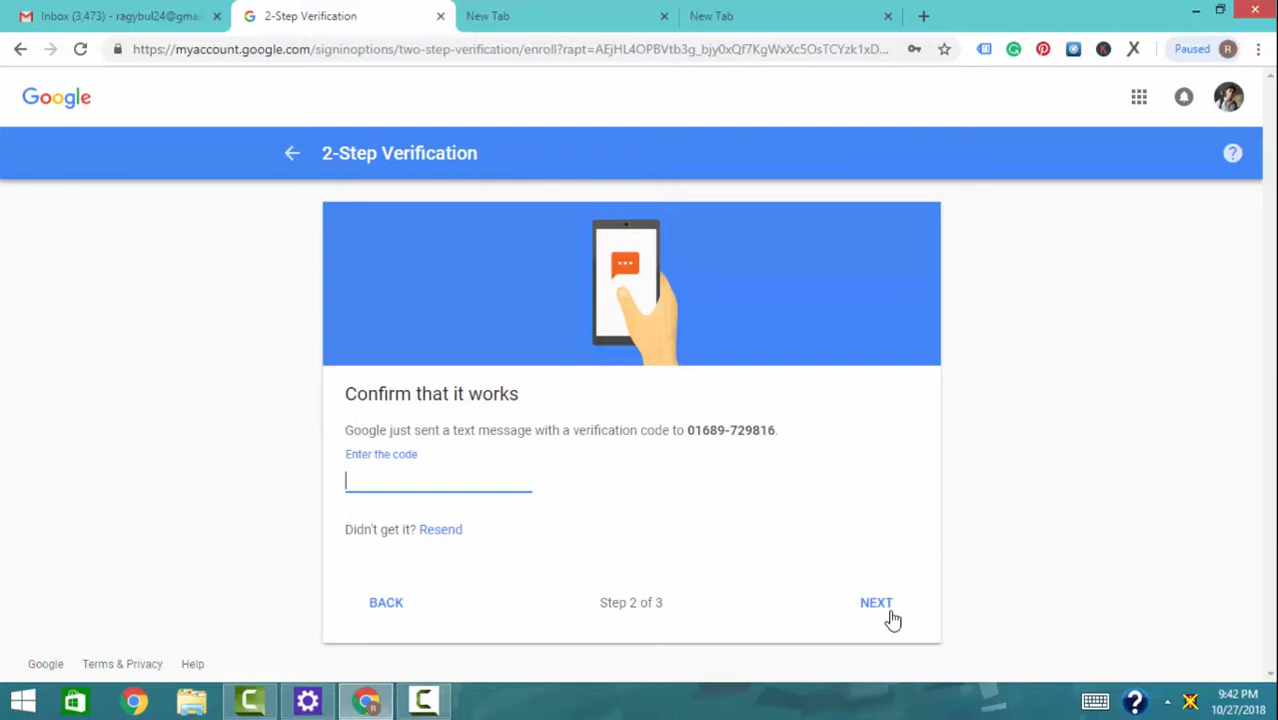 Inbox (3,473) - ragybul24@gmai
2-Step Verification
New Tab
New Tab
https://myaccount.google.com/signinoptions/two-step-verification/enroll?rapt=AEjHL4OPBVtb3g_bjy0xQf7KgWxXc5OsTCYzk1xD...
Paused
R
Google
2-Step Verification
Confirm that it works
Google just sent a text message with a verification code to 01689-729816.
Enter the code
Didn't get it? Resend
BACK
Step 2 of 3
NEXT
Google
Terms & Privacy
Help
9:42 PM
10/27/2018